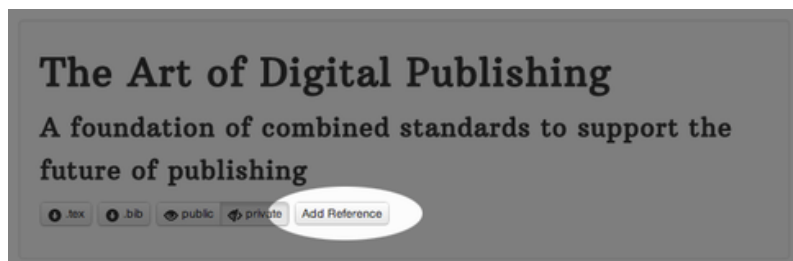 The Art of Digital Publishing
A foundation of combined standards to support the
future of publishing
.tex .bib public private Add Reference